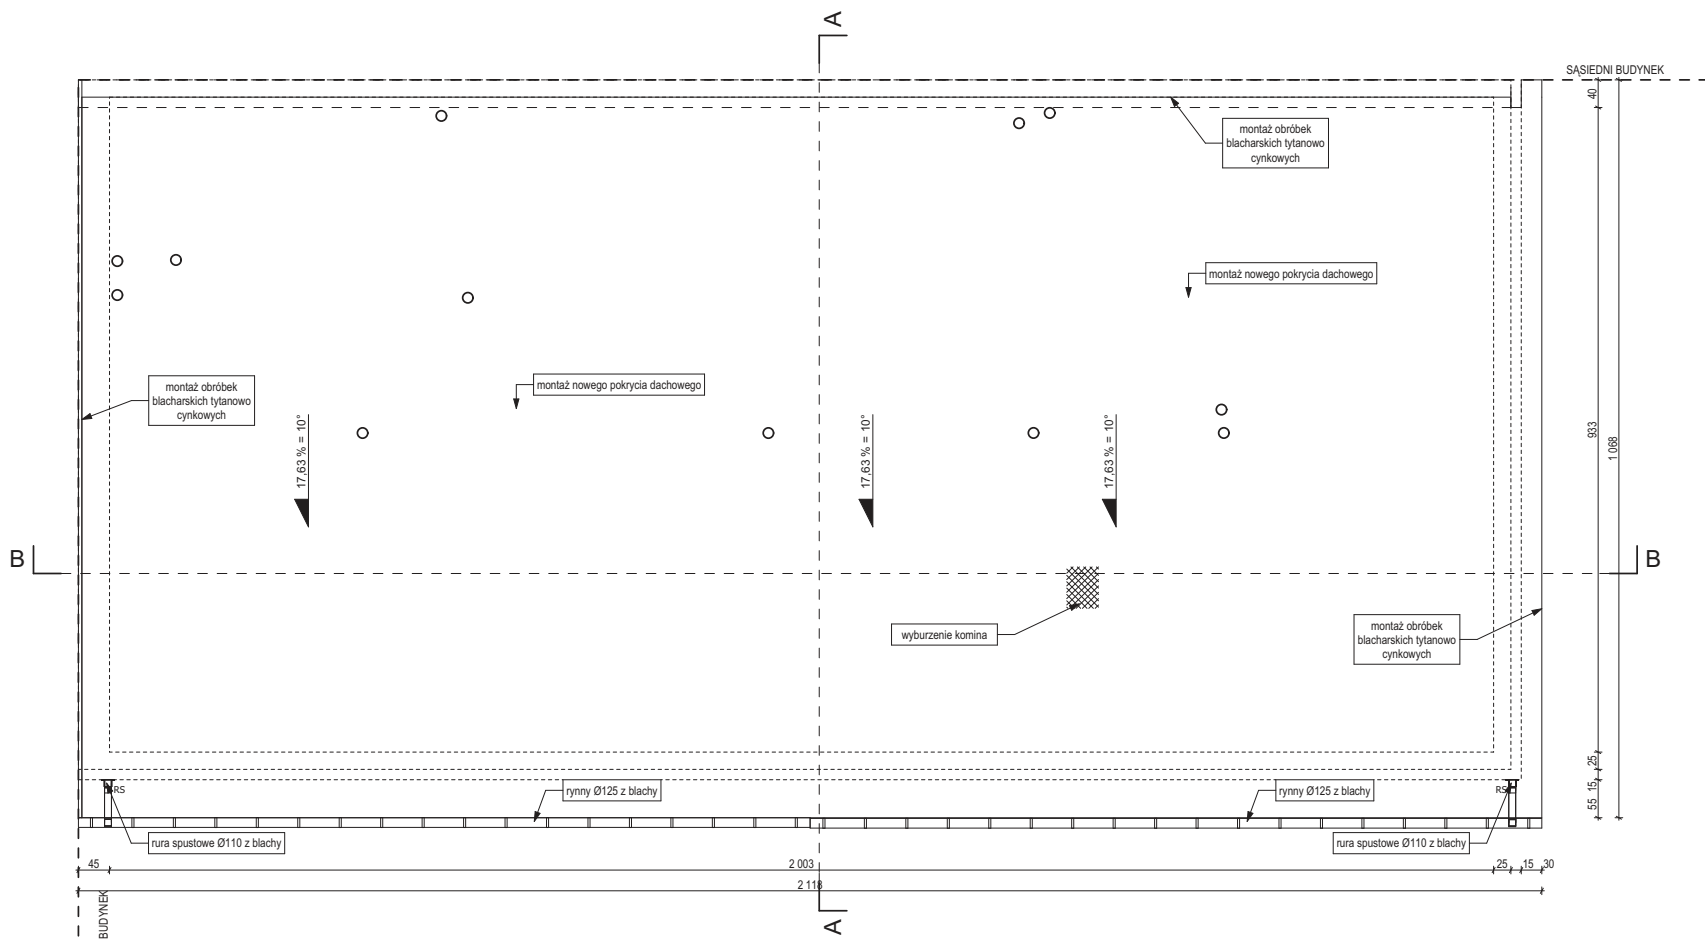 A
SĄSIEDNI BUDYNEK
40
montaż obróbek
blacharskich tytanowo
cynkowych
montaż nowego pokrycia dachowego
montaż obróbek
blacharskich tytanowo
cynkowych
montaż nowego pokrycia dachowego
17,63 % = 10°
17,63 % = 10°
17,63 % = 10°
933
1 068
B
B
wyburzenie komina
montaż obróbek
blacharskich tytanowo
cynkowych
25
15
55
RS
rynny Ø125 z blachy
rynny Ø125 z blachy
RS
rura spustowe Ø110 z blachy
rura spustowe Ø110 z blachy
45
2 003
25
15
30
2 118
BUDYNEK
A